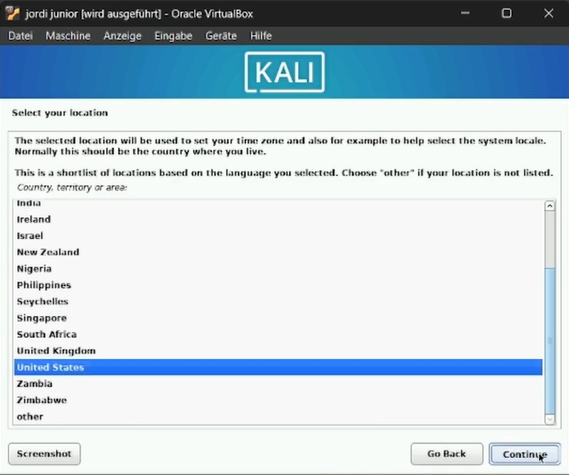 jordi junior [wird ausgeführt] - Oracle VirtualBox
Datei Maschine Anzeige Eingabe Geräte Hilfe
KALI
Select your location
The selected location will be used to set your time zone and also for example to help select the system locale.
Normally this should be the country where you live.
This is a shortlist of locations based on the language you selected. Choose "other" if your location is not listed.
Country, territory or area:
India
Ireland
Israel
New Zealand
Nigeria
Philippines
Seychelles
Singapore
South Africa
United Kingdom
United States
Zambia
Zimbabwe
other
Screenshot Go Back Continue